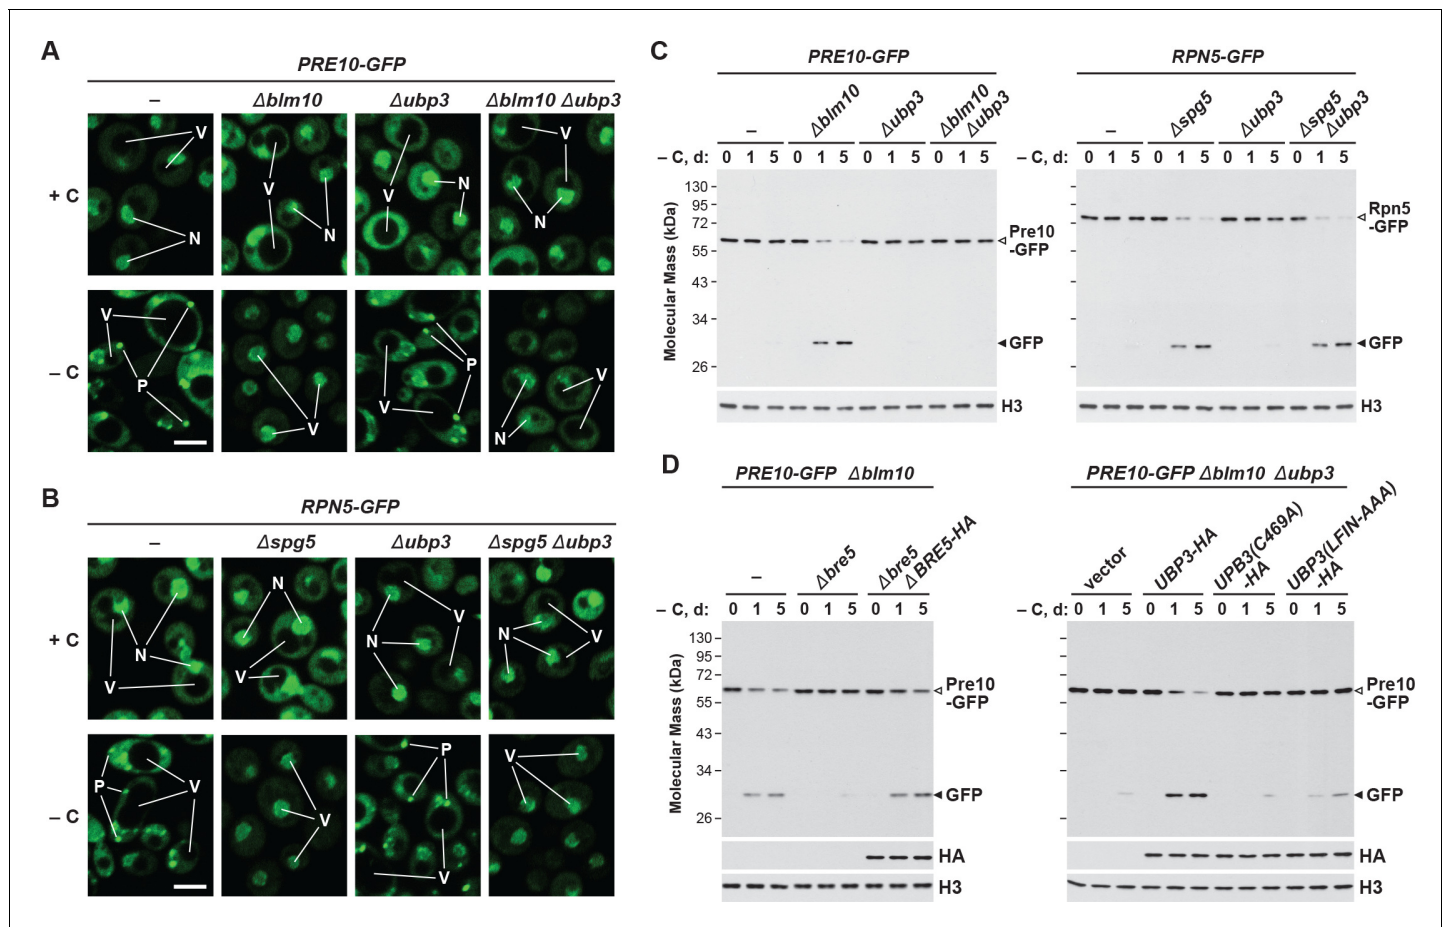 A
PRE10-GFP
– Δblm10 Δubp3 Δblm10 Δubp3
+ C
V V V V
N N N N
– C
V P V P V V N
B
RPN5-GFP
– Δspg5 Δubp3 Δspg5 Δubp3
+ C
N V N V N V N V
– C
P V V P V V
C
PRE10-GFP
– Δblm10 Δubp3 Δblm10 Δubp3
– C, d: 0 1 5 0 1 5 0 1 5 0 1 5
Molecular Mass (kDa)
130
95
72
55
43
34
26
Pre10
-GFP
GFP
H3
RPN5-GFP
– Δspg5 Δubp3 Δspg5 Δubp3
– C, d: 0 1 5 0 1 5 0 1 5 0 1 5
Rpn5
-GFP
GFP
H3
D
PRE10-GFP Δblm10
– Δbre5 Δbre5 ΔBRE5-HA
– C, d: 0 1 5 0 1 5 0 1 5
Molecular Mass (kDa)
130
95
72
55
43
34
26
Pre10
-GFP
GFP
HA
H3
PRE10-GFP Δblm10 Δubp3
vector
UBP3-HA
UPB3(C469A)
-HA
UBP3(LFIN-AAA)
-HA
– C, d: 0 1 5 0 1 5 0 1 5 0 1 5
Pre10
-GFP
GFP
HA
H3